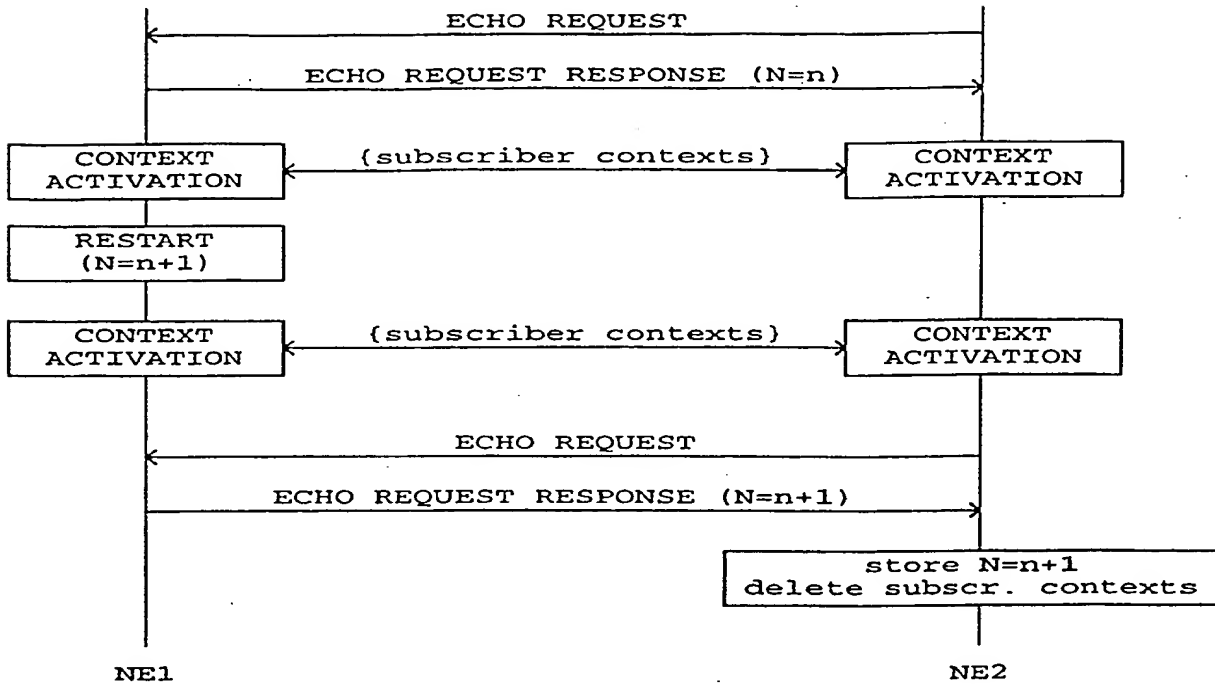 ECHO REQUEST
ECHO REQUEST RESPONSE (N=n)
CONTEXT
ACTIVATION
{subscriber contexts}
CONTEXT
ACTIVATION
RESTART
(N=n+1)
CONTEXT
ACTIVATION
{subscriber contexts}
CONTEXT
ACTIVATION
ECHO REQUEST
ECHO REQUEST RESPONSE (N=n+1)
store N=n+1
delete subscr. contexts
NE1
NE2